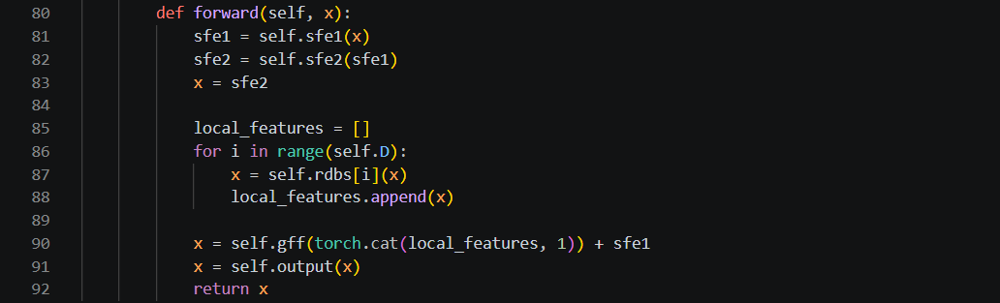 80 def forward(self, x):
81 sfe1 = self.sfe1(x)
82 sfe2 = self.sfe2(sfe1)
83 x = sfe2
84
85 local_features = []
86 for i in range(self.D):
87 x = self.rdbs[i](x)
88 local_features.append(x)
89
90 x = self.gff(torch.cat(local_features, 1)) + sfe1
91 x = self.output(x)
92 return x